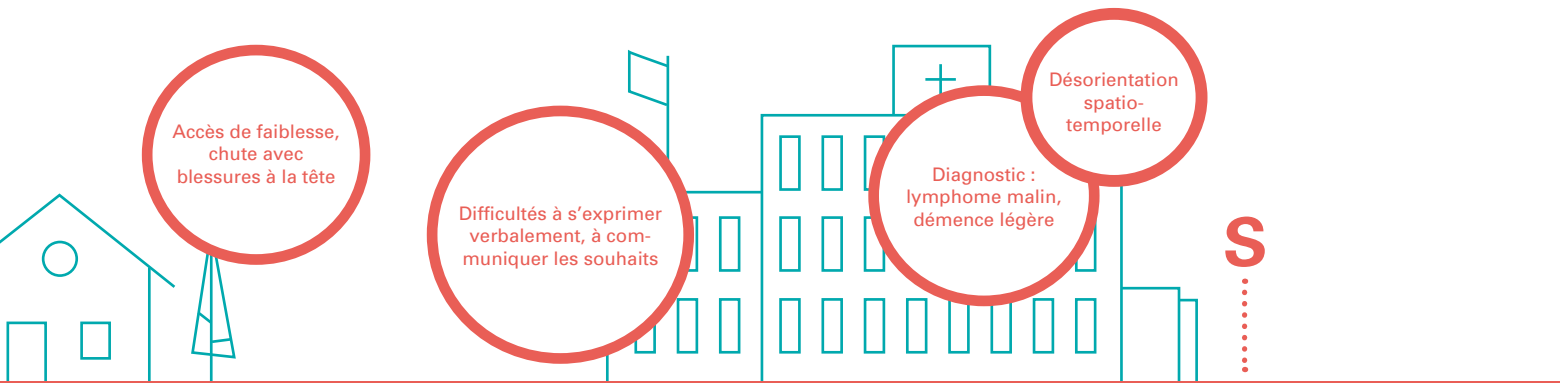 Accès de faiblesse,
chute avec
blessures à la tête
Difficultés à s’exprimer
verbalement, à com-
muniquer les souhaits
Diagnostic :
lymphome malin,
démence légère
Désorientation
spatio-
temporelle
S